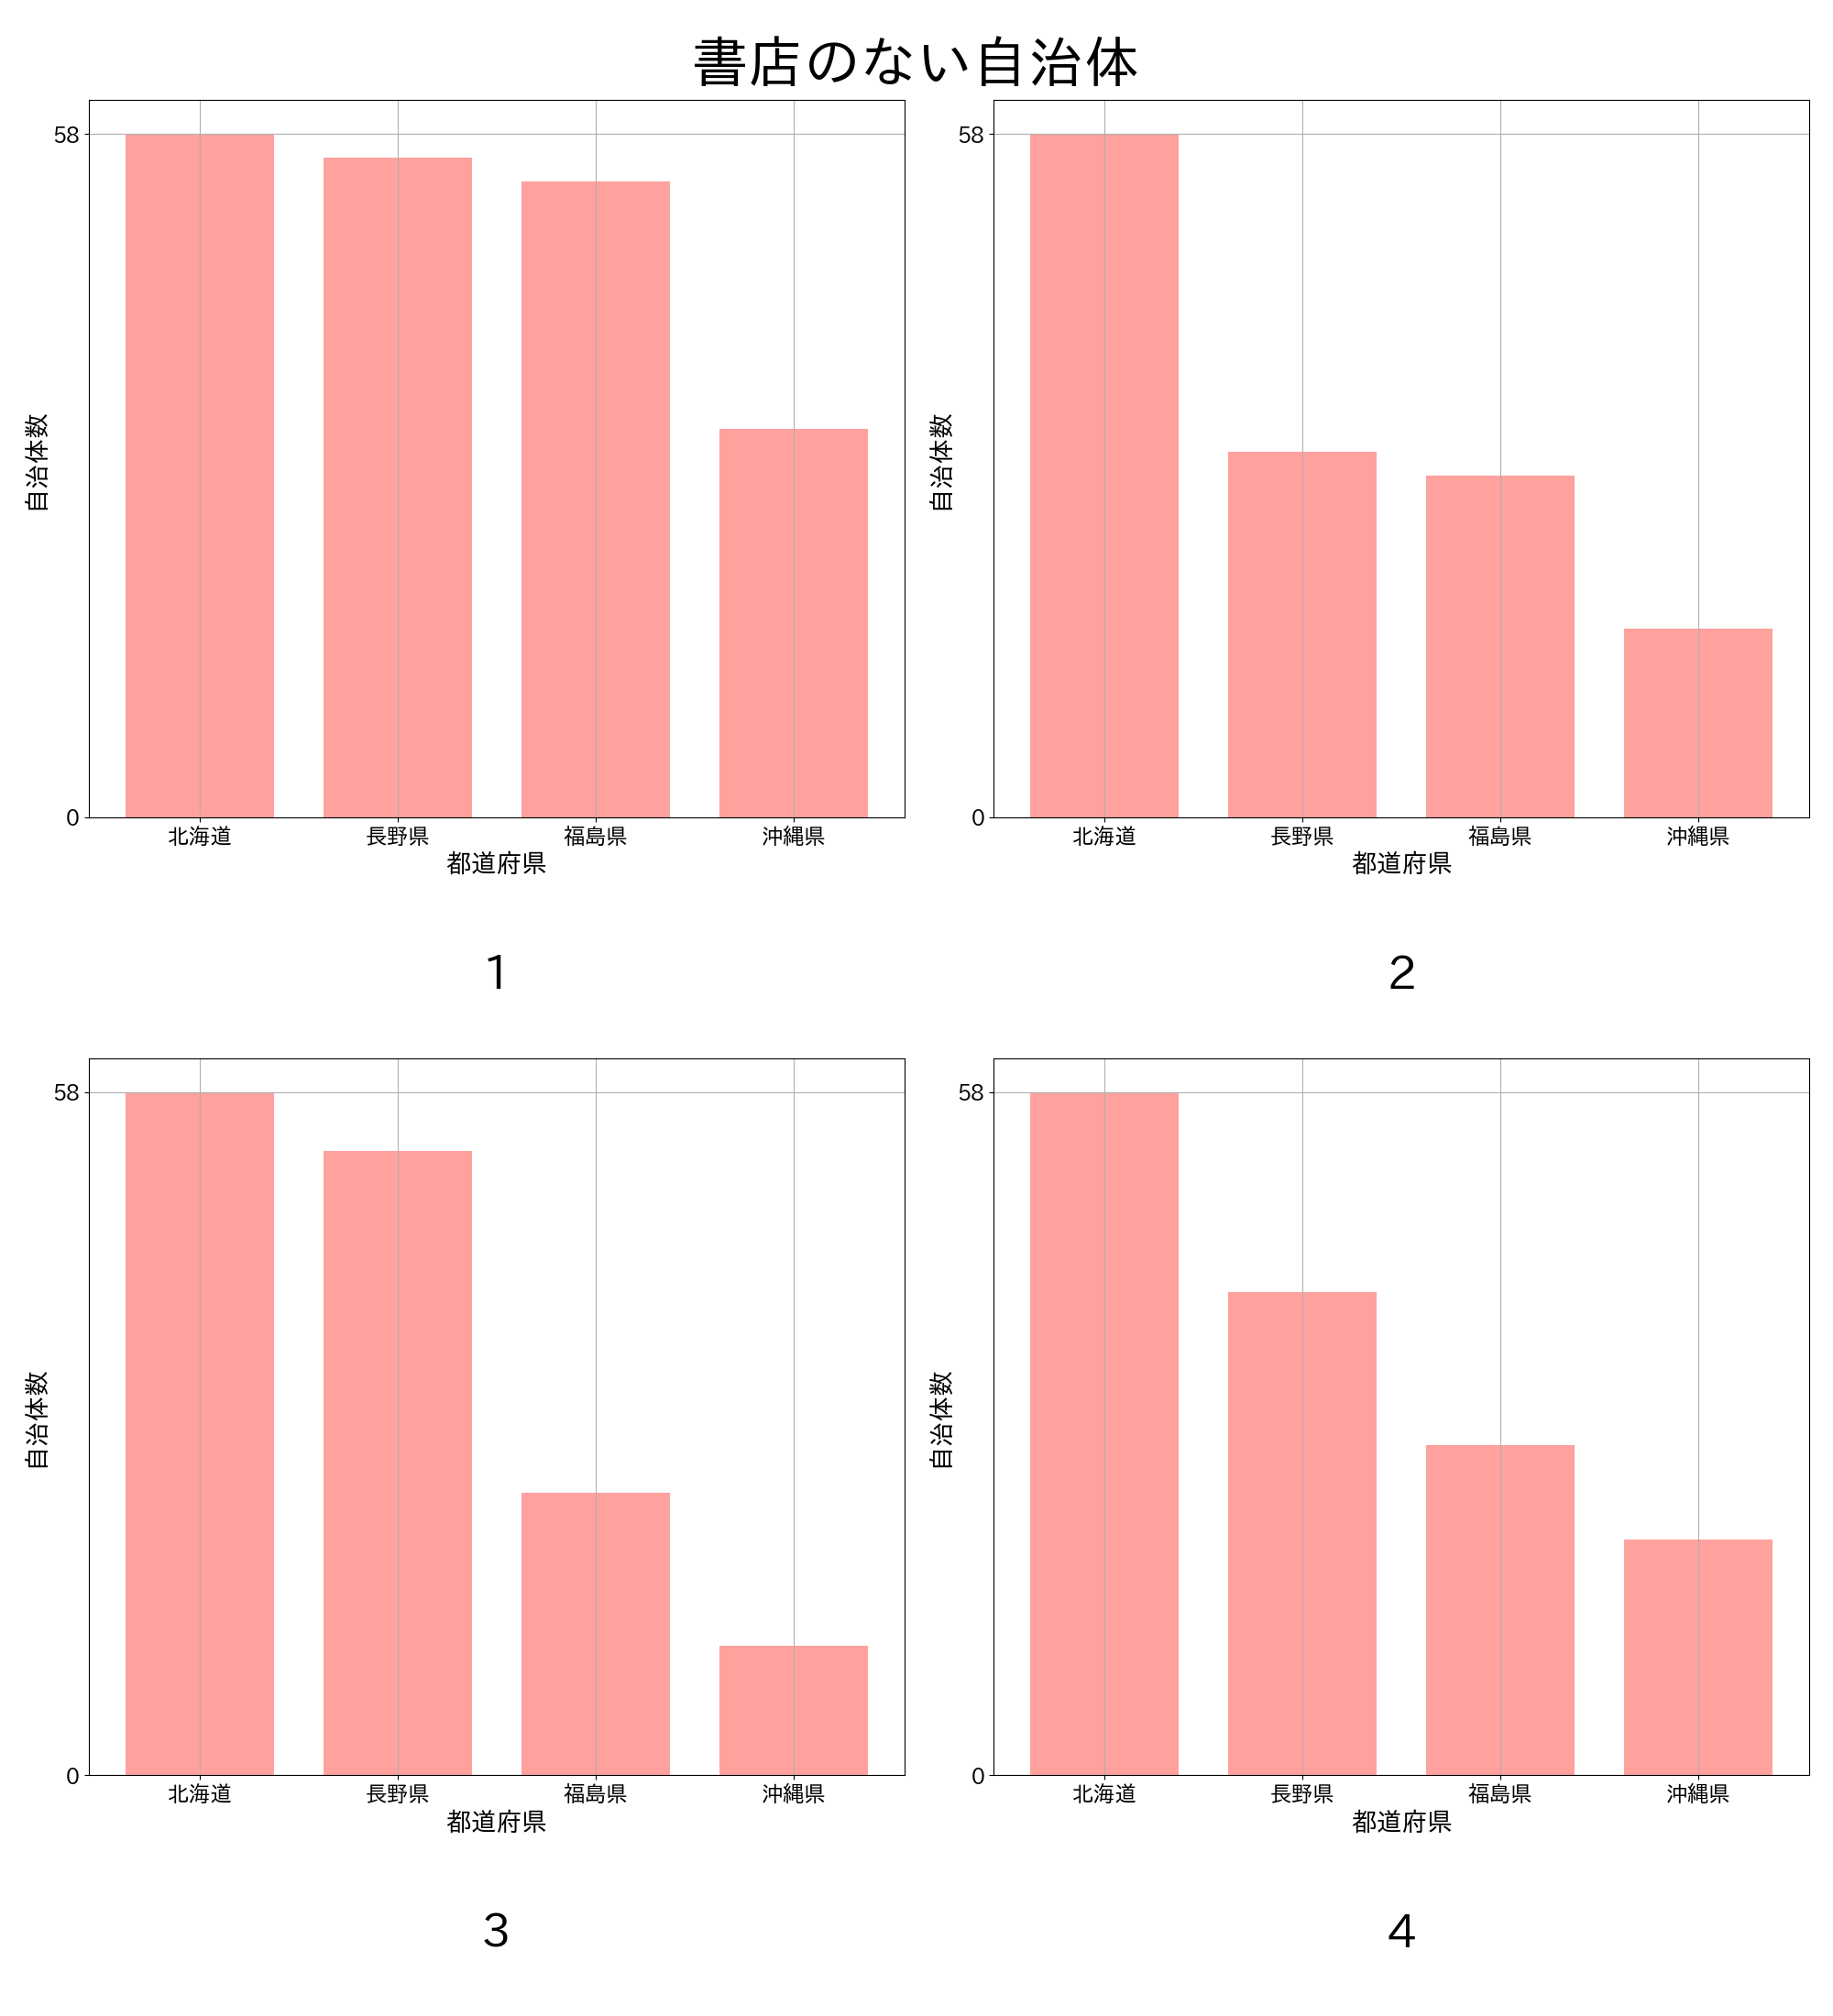 書店のない自治体
58
0
自治体数
北海道 長野県 福島県 沖縄県
都道府県
1
58
0
自治体数
北海道 長野県 福島県 沖縄県
都道府県
2
58
0
自治体数
北海道 長野県 福島県 沖縄県
都道府県
3
58
0
自治体数
北海道 長野県 福島県 沖縄県
都道府県
4